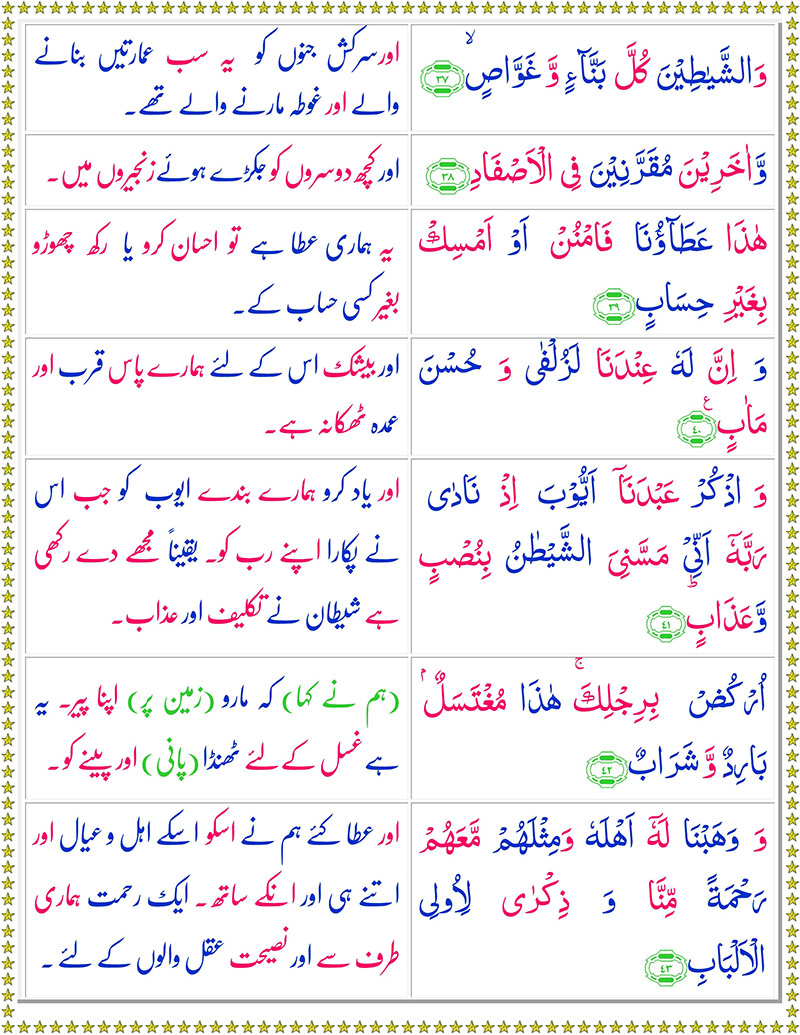 وَالشَّيٰطِيْنَ كُلَّ بَنَّآءٍ وَّ غَوَّاصٍ ۙ ﴿٣٧﴾
اور سرکش جنوں کو یہ سب عمارتیں بنانے
والے اور غوطہ مارنے والے تھے۔
وَّاٰخَرِيْنَ مُقَرَّنِيْنَ فِي الْاَصْفَادِ ﴿٣٨﴾
اور کچھ دوسروں کو جکڑے ہوئے زنجیروں میں۔
هٰذَا عَطَآؤُنَا فَامْنُنْ اَوْ اَمْسِكْ
بِغَيْرِ حِسَابٍ ﴿٣٩﴾
یہ ہماری عطا ہے تو احسان کرو یا رکھ چھوڑو
بغیر کسی حساب کے۔
وَ اِنَّ لَهٗ عِنْدَنَا لَزُلْفٰى وَ حُسْنَ
مَاٰبٍ ع ﴿٤٠﴾
اور بیشک اس کے لئے ہمارے پاس قرب اور
عمدہ ٹھکانہ ہے۔
وَ اذْكُرْ عَبْدَنَاۤ اَيُّوْبَ اِذْ نَادٰى
رَبَّهٗۤ اَنِّيْ مَسَّنِيَ الشَّيْطٰنُ بِنُصْبٍ
وَّعَذَابٍ ؕ ﴿٤١﴾
اور یاد کرو ہمارے بندے ایوب کو جب اس
نے پکارا اپنے رب کو۔ یقیناً مجھے دے رکھی
ہے شیطان نے تکلیف اور عذاب۔
اُرْكُضْ بِرِجْلِكَ ۚ هٰذَا مُغْتَسَلٌۢ
بَارِدٌ وَّ شَرَابٌ ﴿٤٢﴾
(ہم نے کہا) کہ مارو (زمین پر) اپنا پیر۔ یہ
ہے غسل کے لئے ٹھنڈا (پانی) اور پینے کو۔
وَ وَهَبْنَا لَهٗۤ اَهْلَهٗ وَمِثْلَهُمْ مَّعَهُمْ
رَحْمَةً مِّنَّا وَ ذِكْرٰى لِاُولِي
الْاَلْبَابِ ﴿٤٣﴾
اور عطا کئے ہم نے اسکو اسکے اہل و عیال اور
اتنے ہی اور انکے ساتھ۔ ایک رحمت ہماری
طرف سے اور نصیحت عقل والوں کے لئے۔